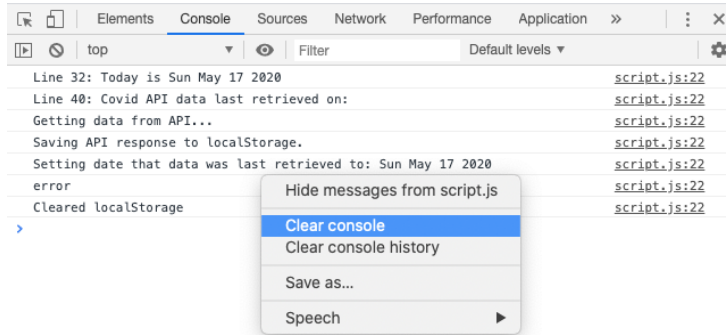 Elements Console Sources Network Performance Application »
top Filter Default levels ▼
Line 32: Today is Sun May 17 2020 script.js:22
Line 40: Covid API data last retrieved on: script.js:22
Getting data from API... script.js:22
Saving API response to localStorage. script.js:22
Setting date that data was last retrieved to: Sun May 17 2020 script.js:22
error script.js:22
Cleared localStorage script.js:22
Hide messages from script.js
Clear console
Clear console history
Save as...
Speech